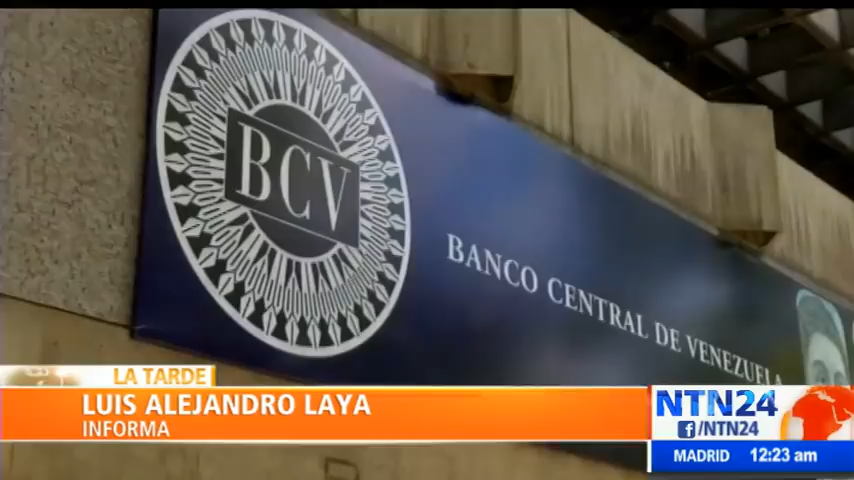 BCV
BANCO CENTRAL DE VENEZUELA
LA TARDE
LUIS ALEJANDRO LAYA
INFORMA
NTN24
f/NTN24
MADRID 12:23 am